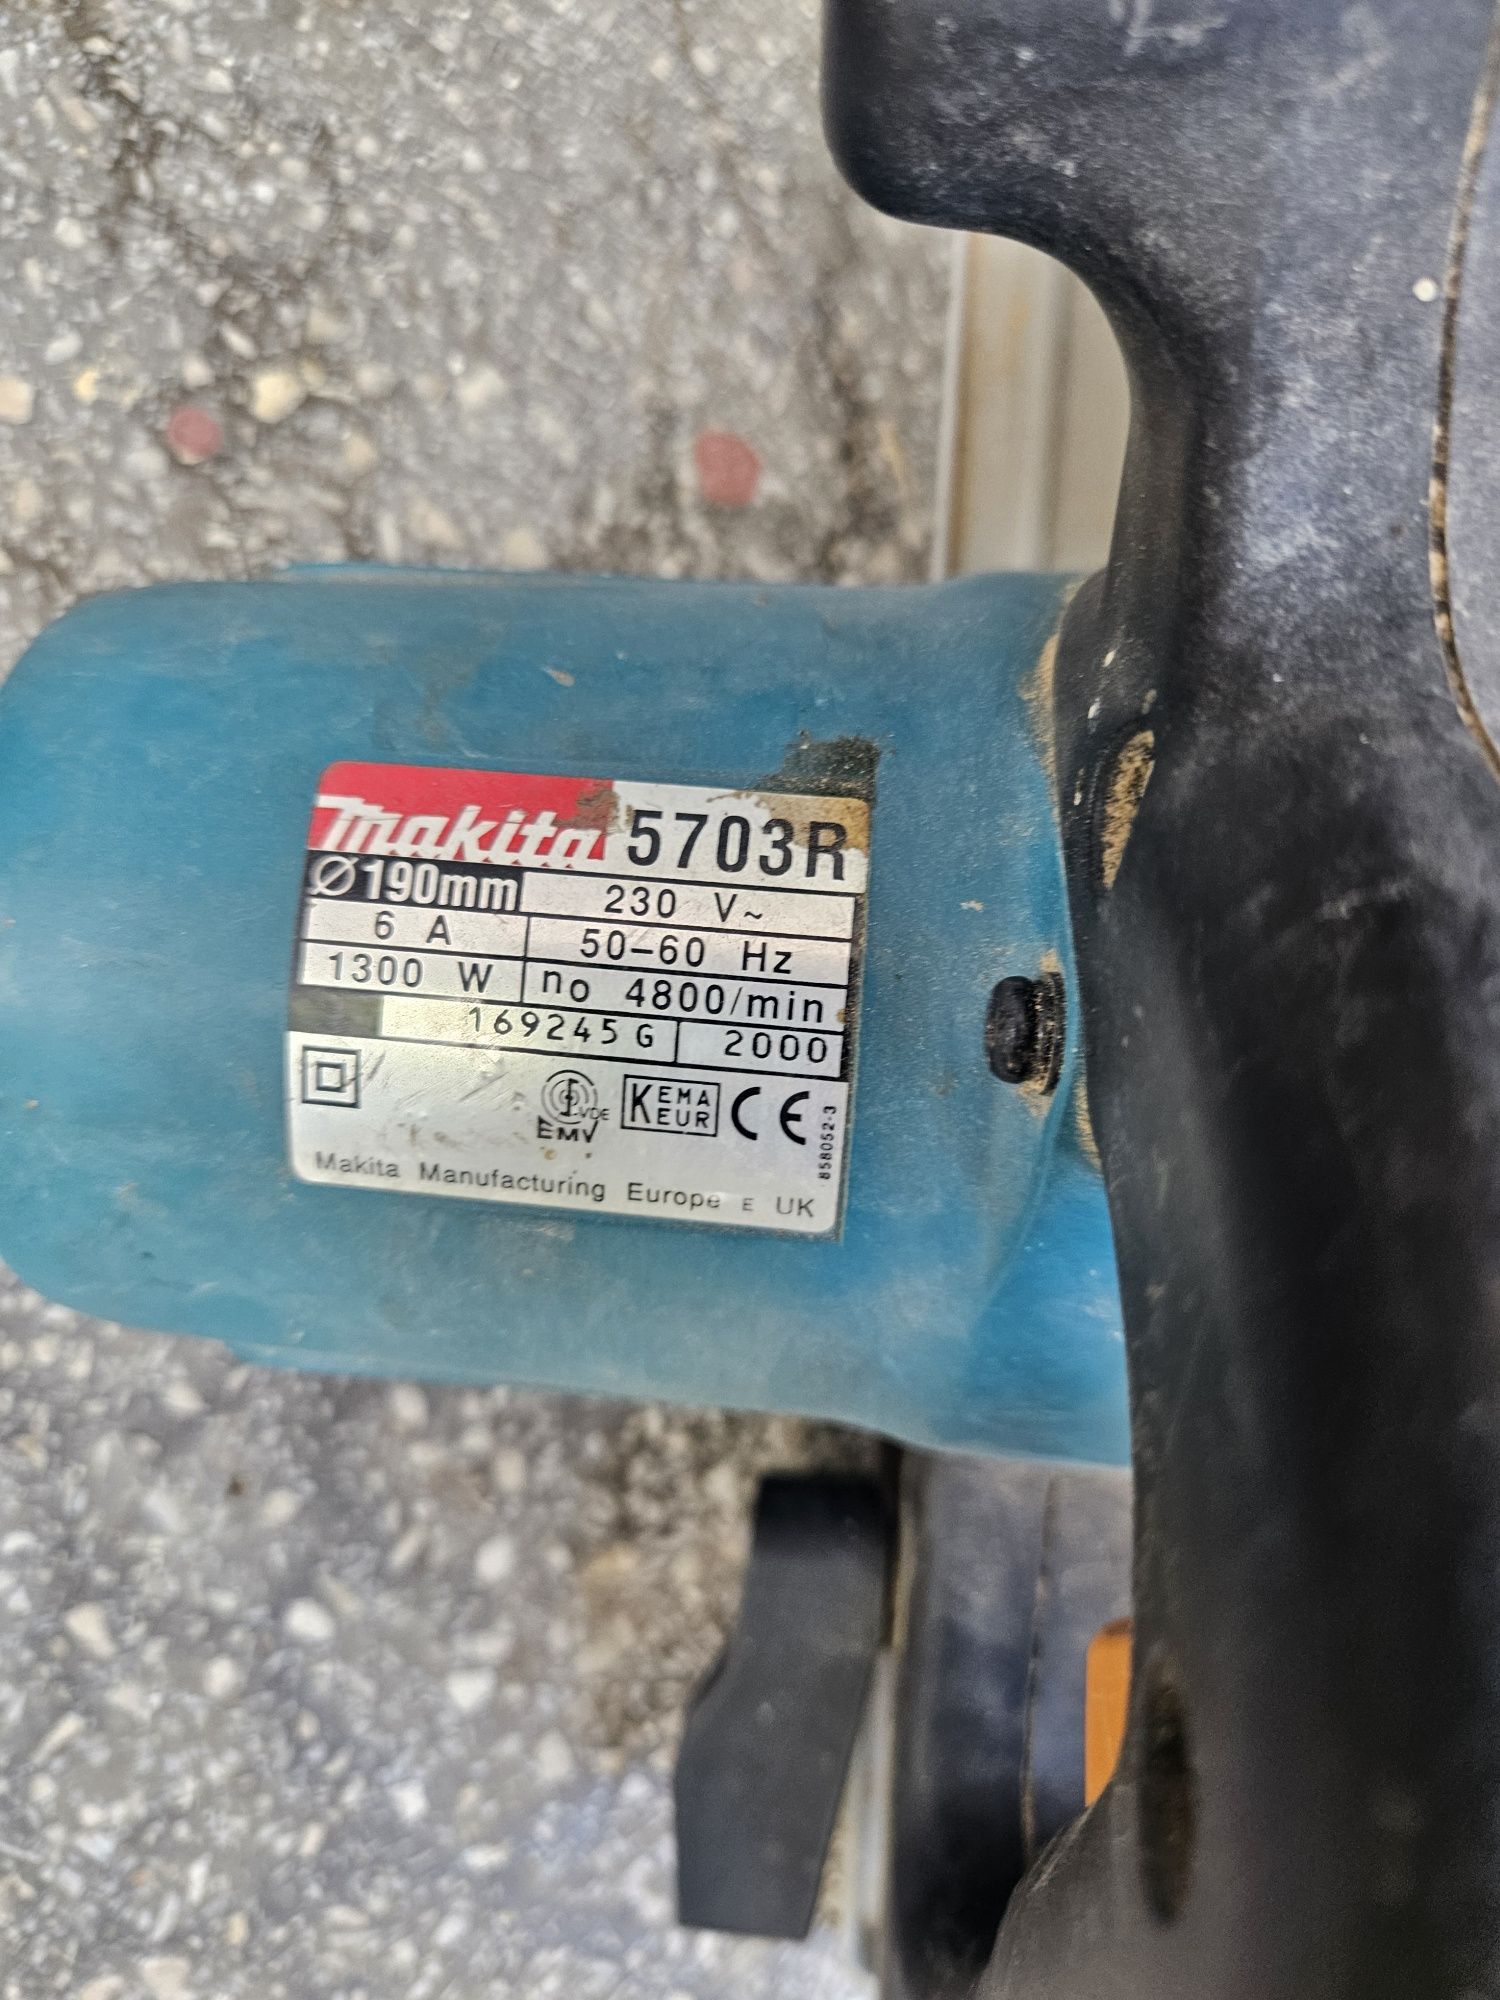 makita 5703R
Ø190mm 230 V~
6 A 50-60 Hz
1300 W no 4800/min
169245 G 2000
VDE
EMV
KEMA
KEUR
CE
858052-3
Makita Manufacturing Europe E UK